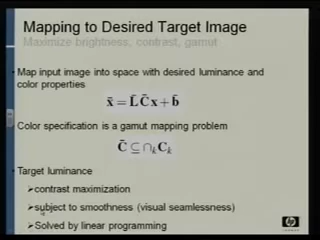 Mapping to Desired Target Image
Maximize brightness, contrast, gamut
• Map input image into space with desired luminance and
color properties
x̃ = L̃ C̃x + b̃
Color specification is a gamut mapping problem
C̃ ⊆ ∩ₖCₖ
• Target luminance
➢contrast maximization
➢subject to smoothness (visual seamlessness)
➢Solved by linear programming
hp